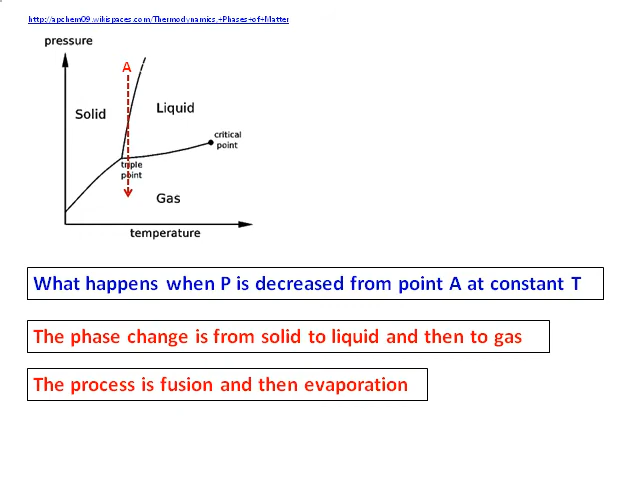 http://apchem09.wikispaces.com/Thermodynamics,+Phases+of+Matter
pressure
A
Solid
Liquid
critical
point
triple
point
Gas
temperature
What happens when P is decreased from point A at constant T
The phase change is from solid to liquid and then to gas
The process is fusion and then evaporation